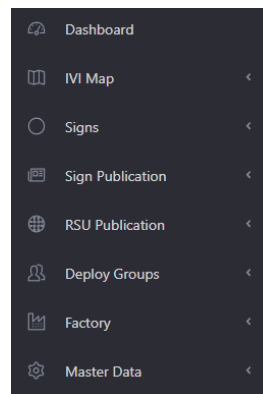 Dashboard
IVI Map
Signs
Sign Publication
RSU Publication
Deploy Groups
Factory
Master Data